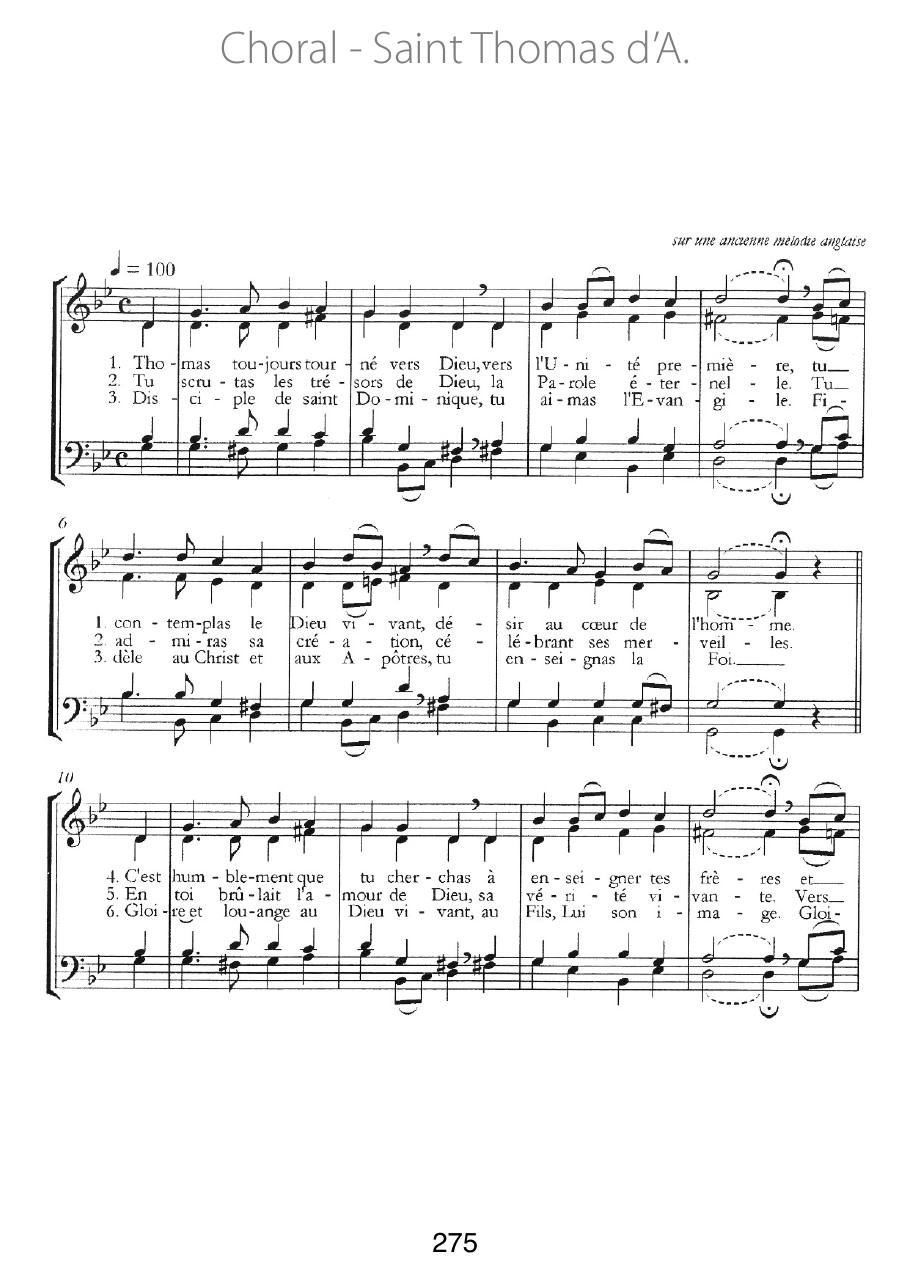 Choral - Saint Thomas d'A.
sur une ancienne mélodie anglaise
= 100
1. Tho - mas tou-jours tour - né vers Dieu, vers l'U - ni - té pre - miè - re, tu
2. Tu scru - tas les tré - sors de Dieu, la Pa - role é - ter - nel - le. Tu
3. Dis - ci - ple de saint Do - mi - nique, tu ai - mas l'E - van - gi - le. Fi -
6
1. con - tem-plas le Dieu vi - vant, dé - sir au cœur de l'hom - me.
2. ad - mi - ras sa cré - a - tion, cé - lé - brant ses mer - veil - les.
3. dèle au Christ et aux A - pôtres, tu en - sei - gnas la Foi.
10
4. C'est hum - ble-ment que tu cher - chas à en - sei - gner tes frè - res et
5. En toi brû - lait l'a - mour de Dieu, sa vé - ri - té vi - van - te. Vers
6. Gloi - re et lou - ange au Dieu vi - vant, au Fils, Lui son i - ma - ge. Gloi -
275